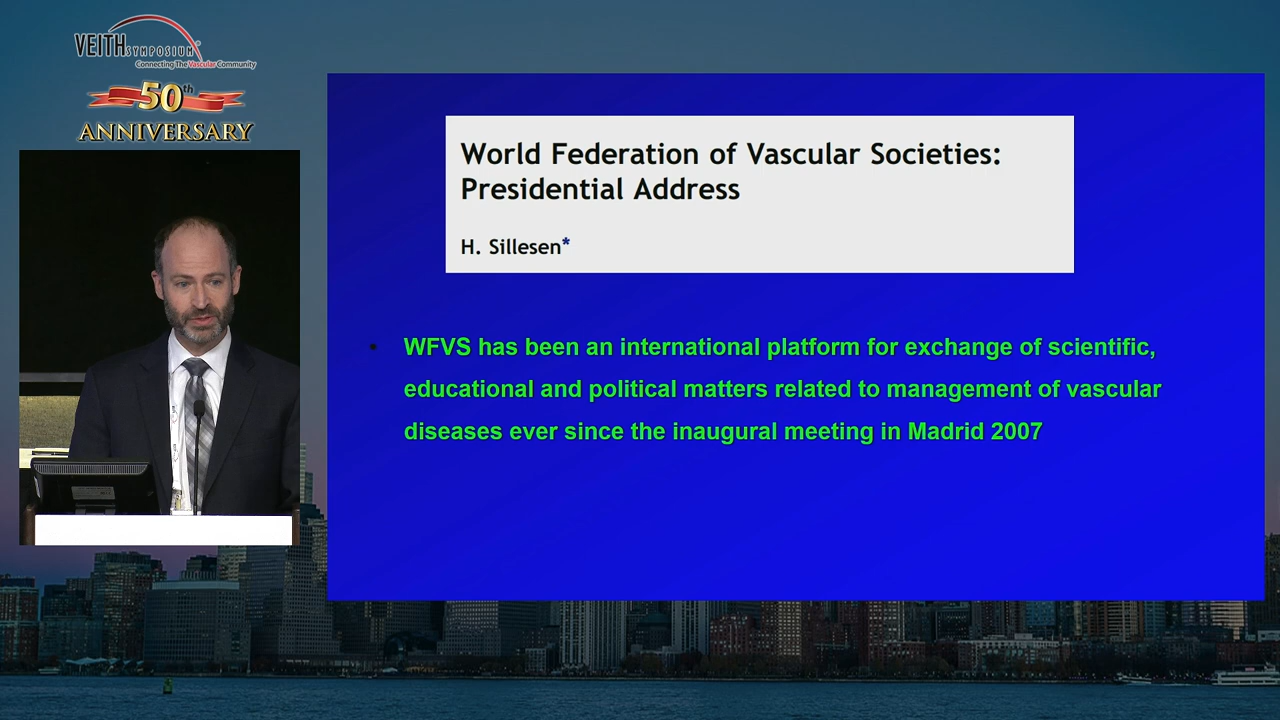 VEITHSYMPOSIUM®
Connecting The Vascular Community
50th
ANNIVERSARY
World Federation of Vascular Societies:
Presidential Address
H. Sillesen*
• WFVS has been an international platform for exchange of scientific,
educational and political matters related to management of vascular
diseases ever since the inaugural meeting in Madrid 2007